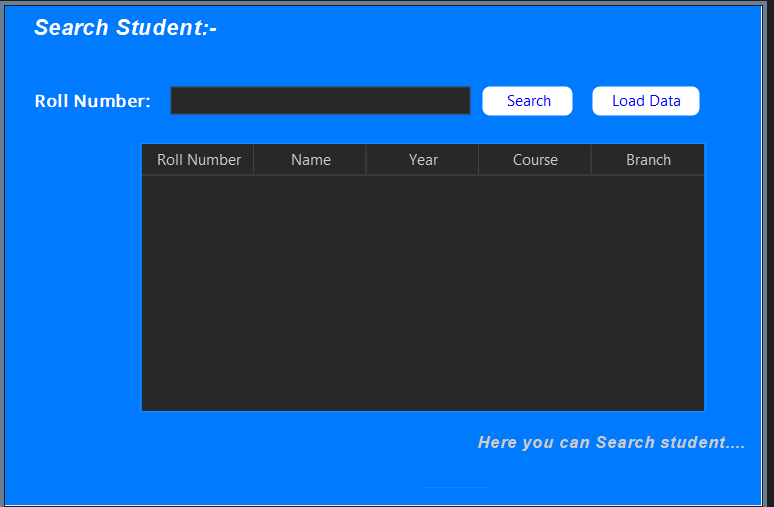 Search Student:-
Roll Number: Search Load Data
Roll Number Name Year Course Branch
Here you can Search student....